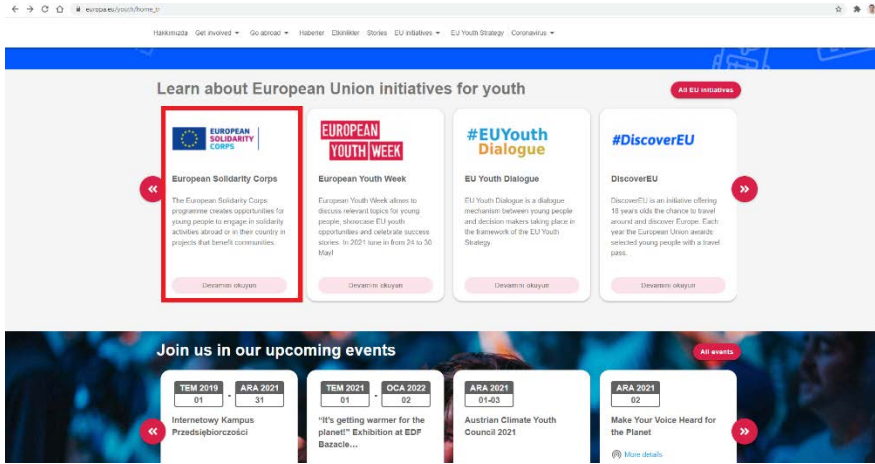 europa.eu/youth/home_tr
Hakkımızda Get involved Go abroad Haberler Etkinlikler Stories EU Initiatives EU Youth Strategy Coronavirus
Learn about European Union initiatives for youth
All EU initiatives
EUROPEAN
SOLIDARITY
CORPS
European Solidarity Corps
The European Solidarity Corps
programme creates opportunities for
young people to engage in solidarity
activities abroad or in their country in
projects that benefit communities.
Devamını okuyun
EUROPEAN
YOUTH WEEK
European Youth Week
European Youth Week allows to
discuss relevant topics for young
people, showcase EU youth
opportunities and celebrate success
stories. In 2021 tune in from 24 to 30
May!
Devamını okuyun
#EUYouth
Dialogue
EU Youth Dialogue
EU Youth Dialogue is a dialogue
mechanism between young people
and decision makers taking place in
the framework of the EU Youth
Strategy.
Devamını okuyun
#DiscoverEU
DiscoverEU
DiscoverEU is an initiative offering
18 years olds the chance to travel
around and discover Europe. Each
year the European Union awards
selected young people with a travel
pass.
Devamını okuyun
Join us in our upcoming events
All events
TEM 2019 ARA 2021
01 - 31
Internetowy Kampus
Przedsiębiorczości
TEM 2021 OCA 2022
01 - 02
"It's getting warmer for the
planet!" Exhibition at EDF
Bazacle...
ARA 2021
01-03
Austrian Climate Youth
Council 2021
ARA 2021
02
Make Your Voice Heard for
the Planet
More details